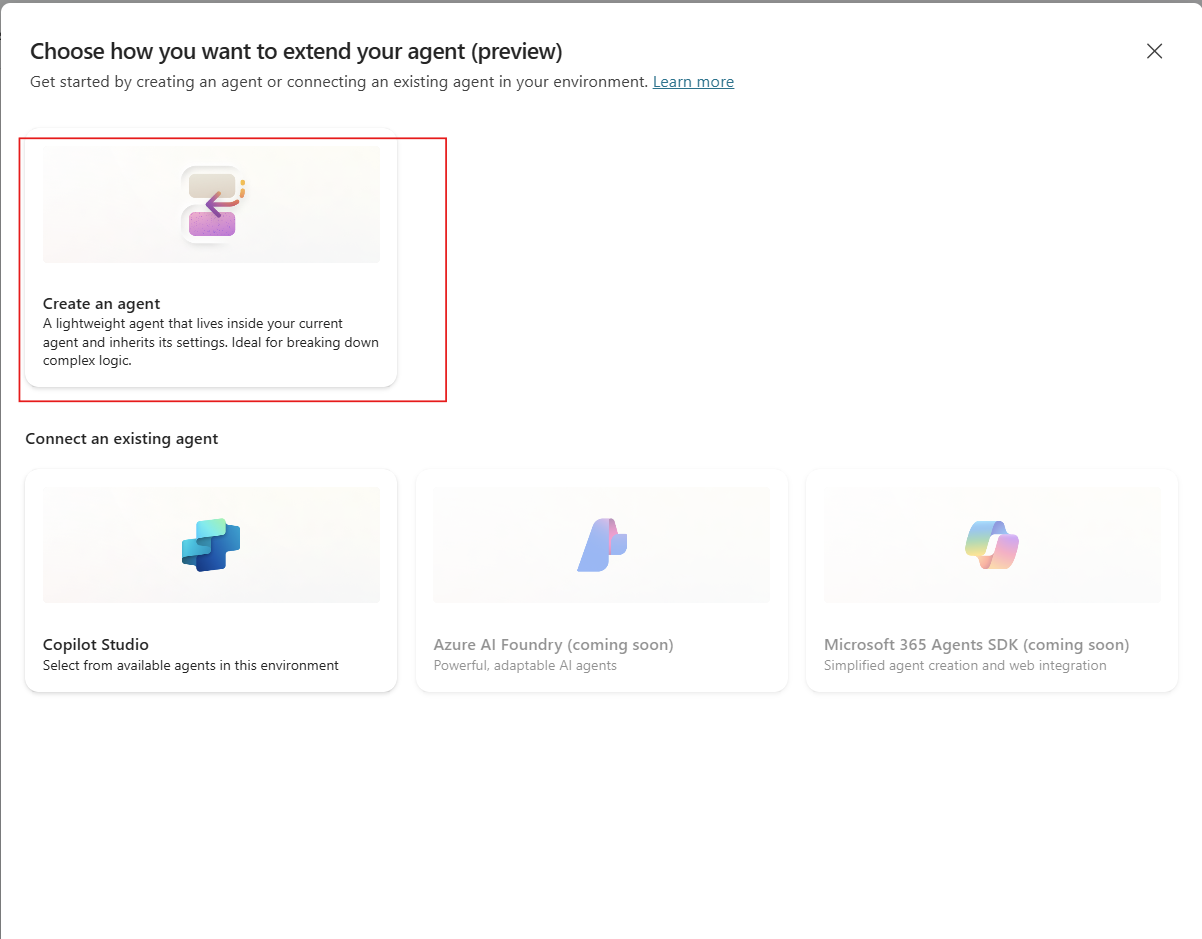 Choose how you want to extend your agent (preview)
Get started by creating an agent or connecting an existing agent in your environment. Learn more
Create an agent
A lightweight agent that lives inside your current
agent and inherits its settings. Ideal for breaking down
complex logic.
Connect an existing agent
Copilot Studio
Select from available agents in this environment
Azure AI Foundry (coming soon)
Powerful, adaptable AI agents
Microsoft 365 Agents SDK (coming soon)
Simplified agent creation and web integration